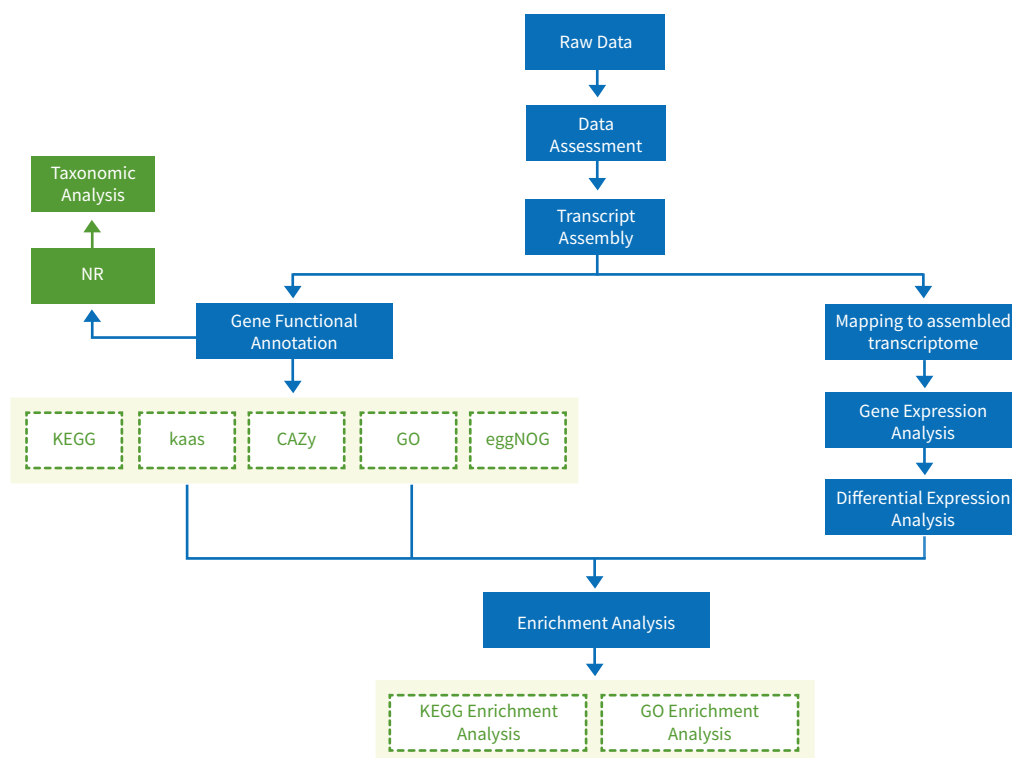 Raw Data
Data
Assessment
Transcript
Assembly
Taxonomic
Analysis
NR
Gene Functional
Annotation
Mapping to assembled
transcriptome
Gene Expression
Analysis
Differential Expression
Analysis
KEGG
kaas
CAZy
GO
eggNOG
Enrichment Analysis
KEGG Enrichment
Analysis
GO Enrichment
Analysis